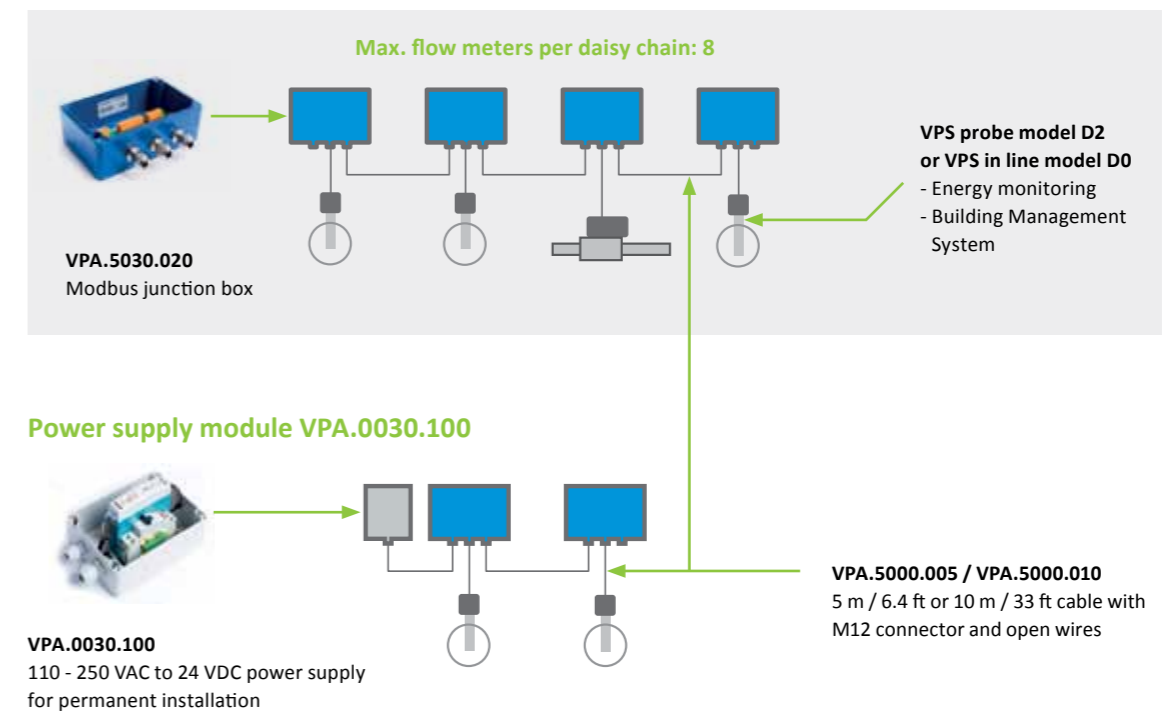 Max. flow meters per daisy chain: 8
VPS probe model D2
or VPS in line model D0
- Energy monitoring
- Building Management
System
VPA.5030.020
Modbus junction box
Power supply module VPA.0030.100
VPA.5000.005 / VPA.5000.010
5 m / 6.4 ft or 10 m / 33 ft cable with
M12 connector and open wires
VPA.0030.100
110 - 250 VAC to 24 VDC power supply
for permanent installation